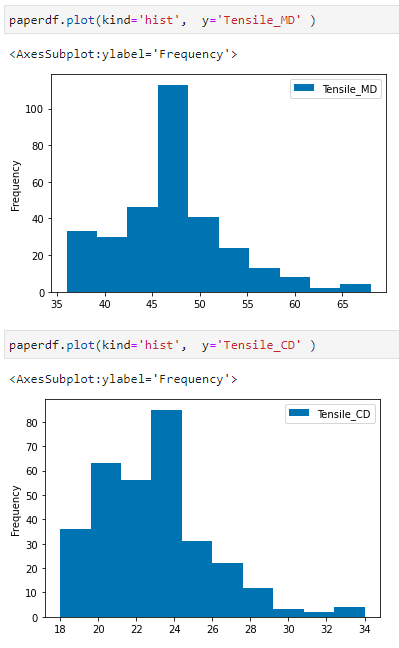 paperdf.plot(kind='hist',  y='Tensile_MD' )
<AxesSubplot:ylabel='Frequency'>
Tensile_MD
100
80
60
40
20
0
Frequency
35 40 45 50 55 60 65
paperdf.plot(kind='hist',  y='Tensile_CD' )
<AxesSubplot:ylabel='Frequency'>
Tensile_CD
80
70
60
50
40
30
20
10
0
Frequency
18 20 22 24 26 28 30 32 34